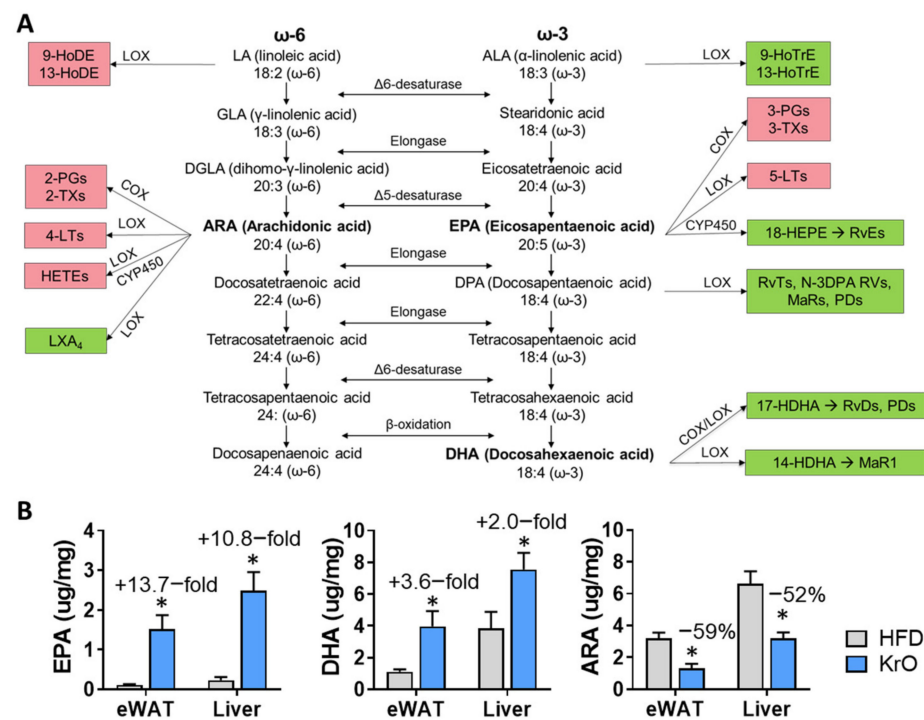 A
ω-6
ω-3
9-HoDE
13-HoDE
LOX
LA (linoleic acid)
18:2 (ω-6)
ALA (α-linolenic acid)
18:3 (ω-3)
LOX
9-HoTrE
13-HoTrE
Δ6-desaturase
GLA (γ-linolenic acid)
18:3 (ω-6)
Stearidonic acid
18:4 (ω-3)
3-PGs
3-TXs
COX
Elongase
DGLA (dihomo-γ-linolenic acid)
20:3 (ω-6)
Eicosatetraenoic acid
20:4 (ω-3)
2-PGs
2-TXs
COX
LOX
5-LTs
Δ5-desaturase
4-LTs
LOX
ARA (Arachidonic acid)
20:4 (ω-6)
EPA (Eicosapentaenoic acid)
20:5 (ω-3)
CYP450
18-HEPE → RvEs
HETEs
LOX
CYP450
Elongase
Docosatetraenoic acid
22:4 (ω-6)
DPA (Docosapentaenoic acid)
18:4 (ω-3)
LOX
RvTs, N-3DPA RVs,
MaRs, PDs
LXA4
LOX
Elongase
Tetracosatetraenoic acid
24:4 (ω-6)
Tetracosapentaenoic acid
18:4 (ω-3)
Δ6-desaturase
Tetracosapentaenoic acid
24: (ω-6)
Tetracosahexaenoic acid
18:4 (ω-3)
COX/LOX
17-HDHA → RvDs, PDs
β-oxidation
Docosapenaenoic acid
24:4 (ω-6)
DHA (Docosahexaenoic acid)
18:4 (ω-3)
LOX
14-HDHA → MaR1
B
EPA (ug/mg)
4
3
2
1
0
+13.7−fold
*
+10.8−fold
*
eWAT
Liver
DHA (ug/mg)
10
8
6
4
2
0
+3.6−fold
*
+2.0−fold
*
eWAT
Liver
ARA (ug/mg)
10
8
6
4
2
0
−59%
*
−52%
*
eWAT
Liver
HFD
KrO